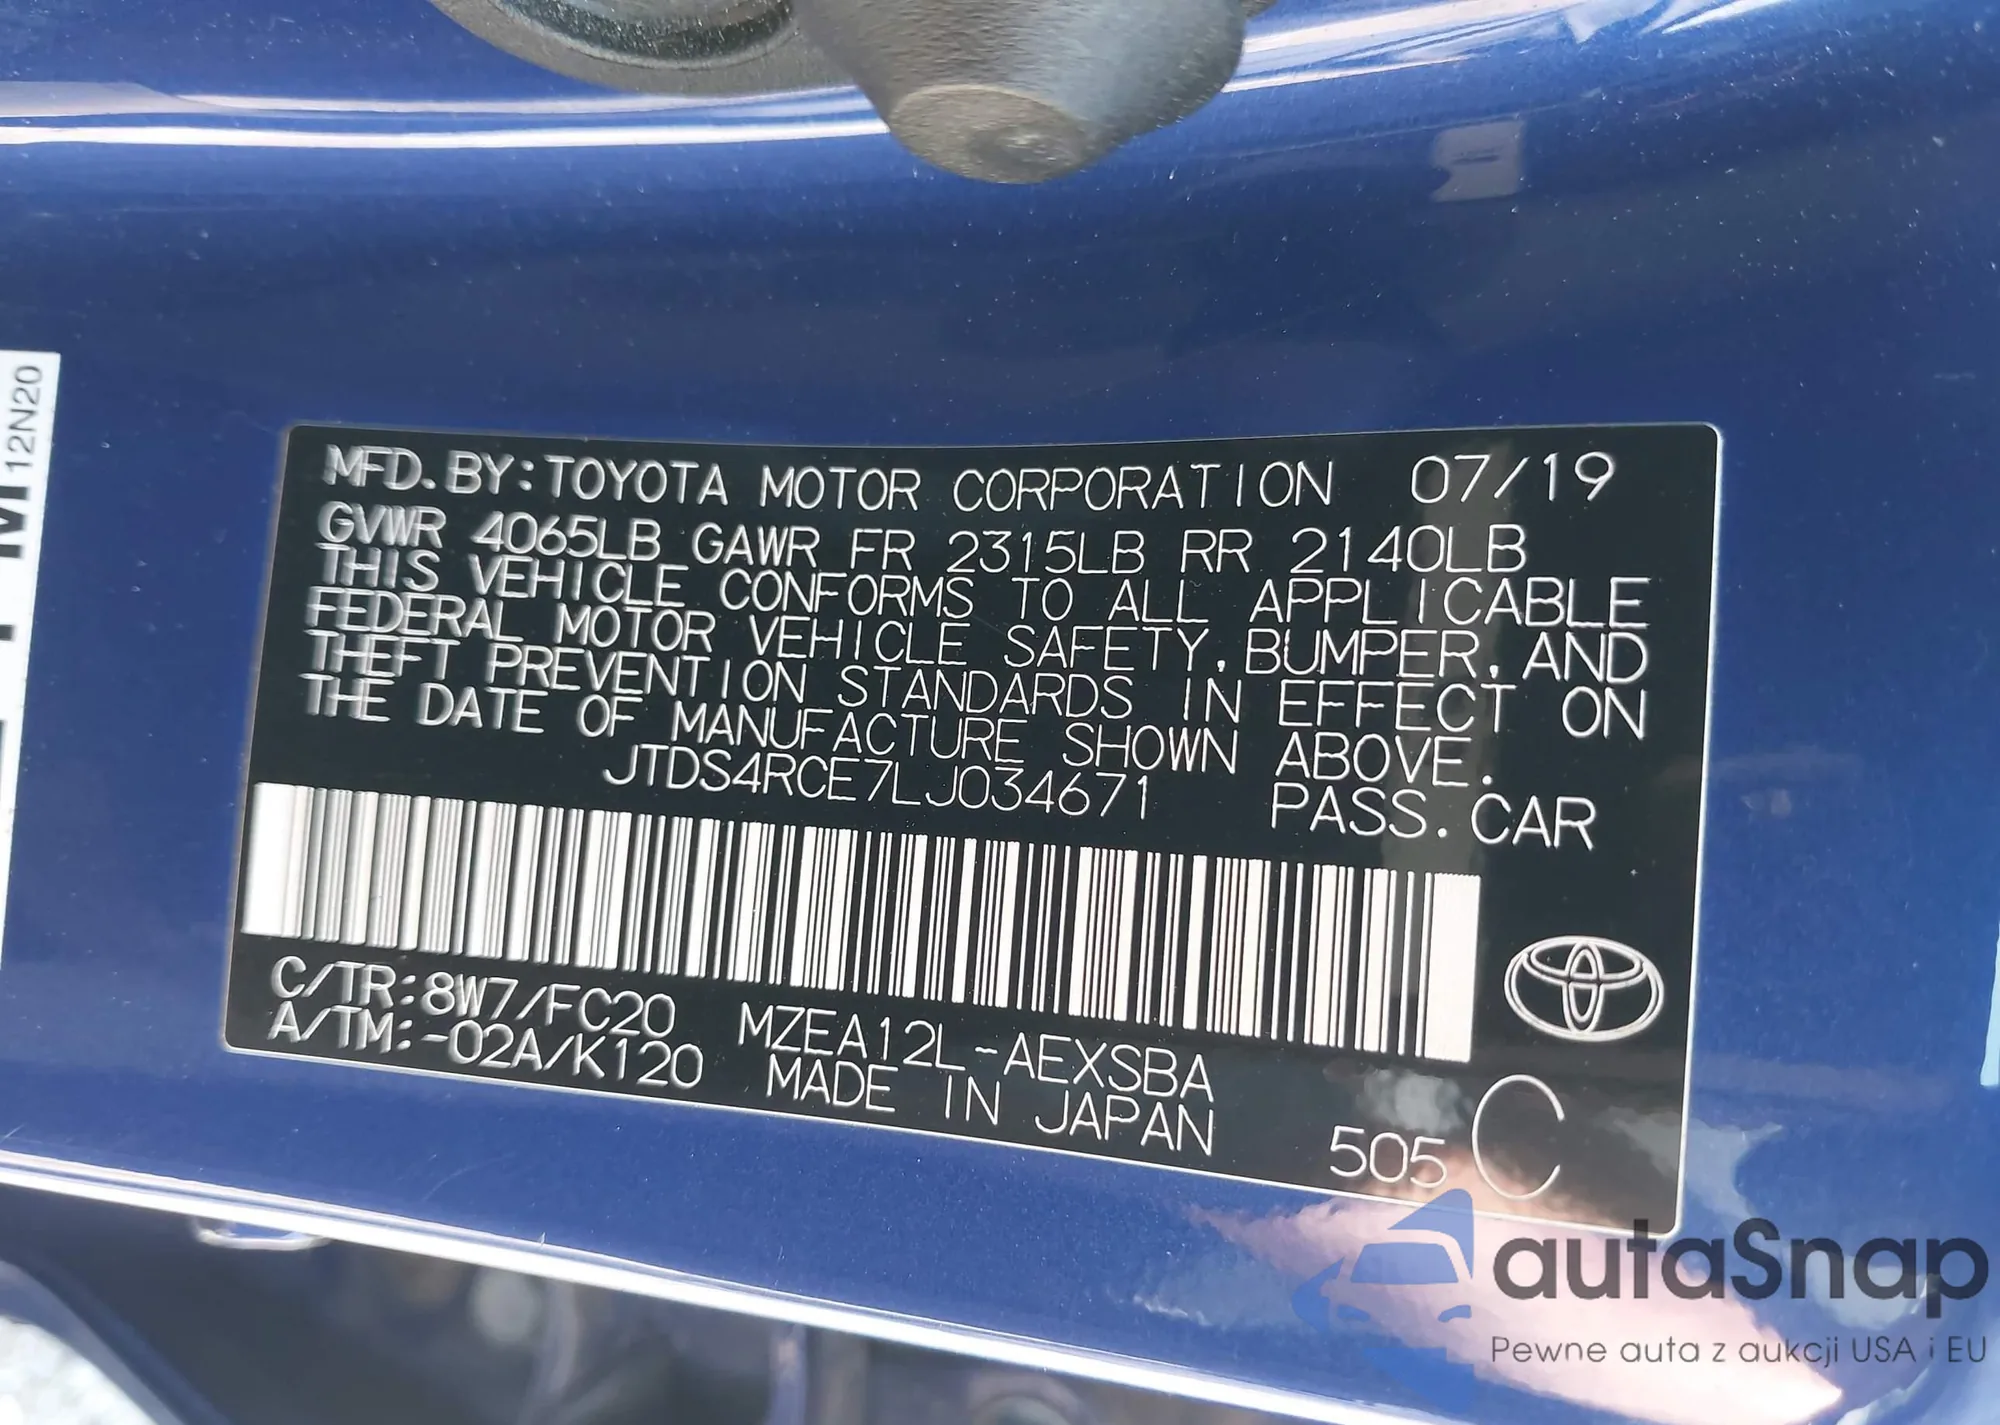 MFD. BY: TOYOTA MOTOR CORPORATION 07/19
GVWR 4065LB GAWR FR 2315LB RR 2140LB
THIS VEHICLE CONFORMS TO ALL APPLICABLE
FEDERAL MOTOR VEHICLE SAFETY, BUMPER, AND
THEFT PREVENTION STANDARDS IN EFFECT ON
THE DATE OF MANUFACTURE SHOWN ABOVE.
JTDS4RCE7LJ034671 PASS. CAR
C/TR: 8W7/FC20 MZEA12L-AEXSBA
A/TM: -02A/K120 MADE IN JAPAN
505 C
12N20
autaSnap
Pewne auta z aukcji USA i EU